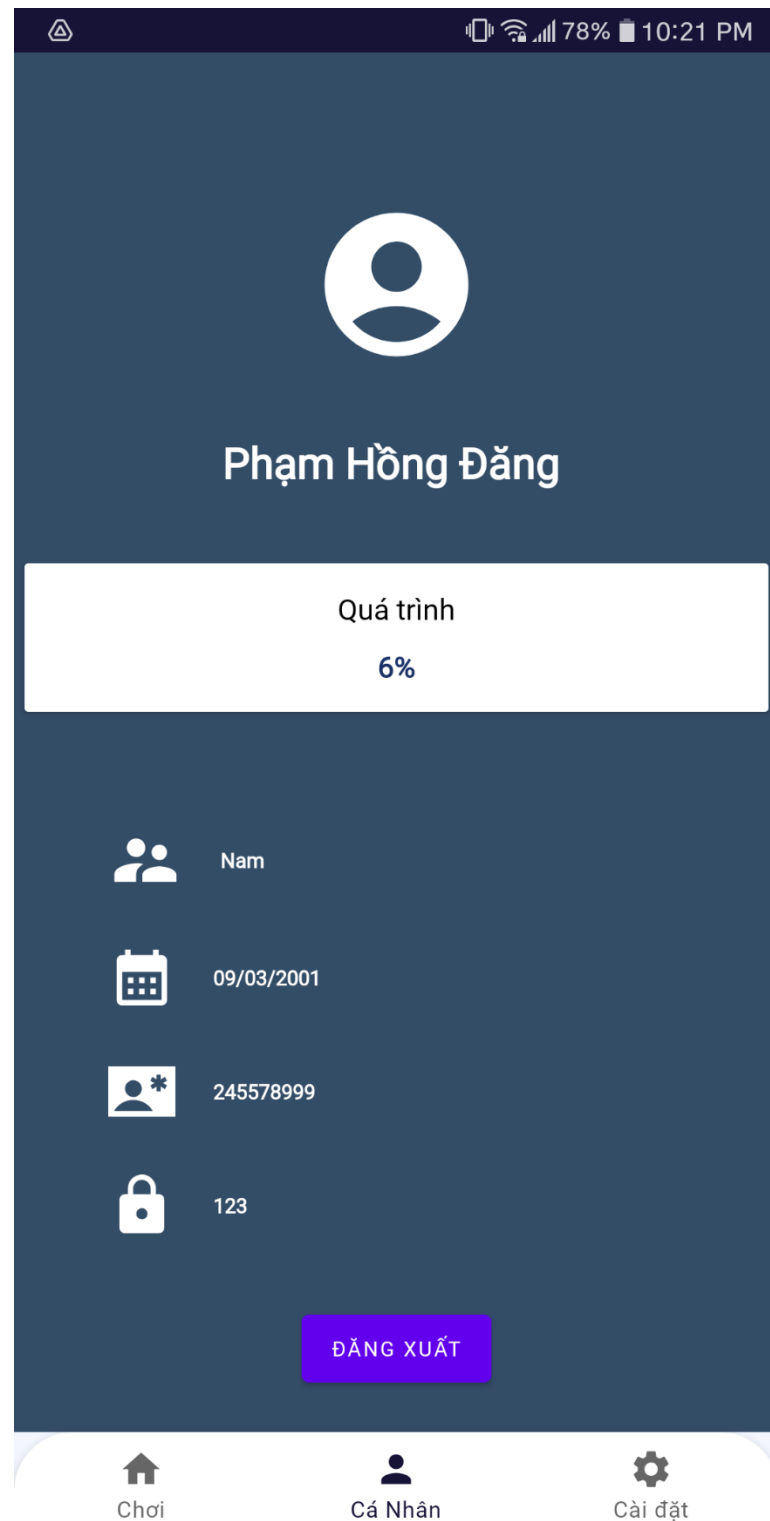 78% 10:21 PM
Phạm Hồng Đăng
Quá trình
6%
Nam
09/03/2001
245578999
123
ĐĂNG XUẤT
Chơi Cá Nhân Cài đặt